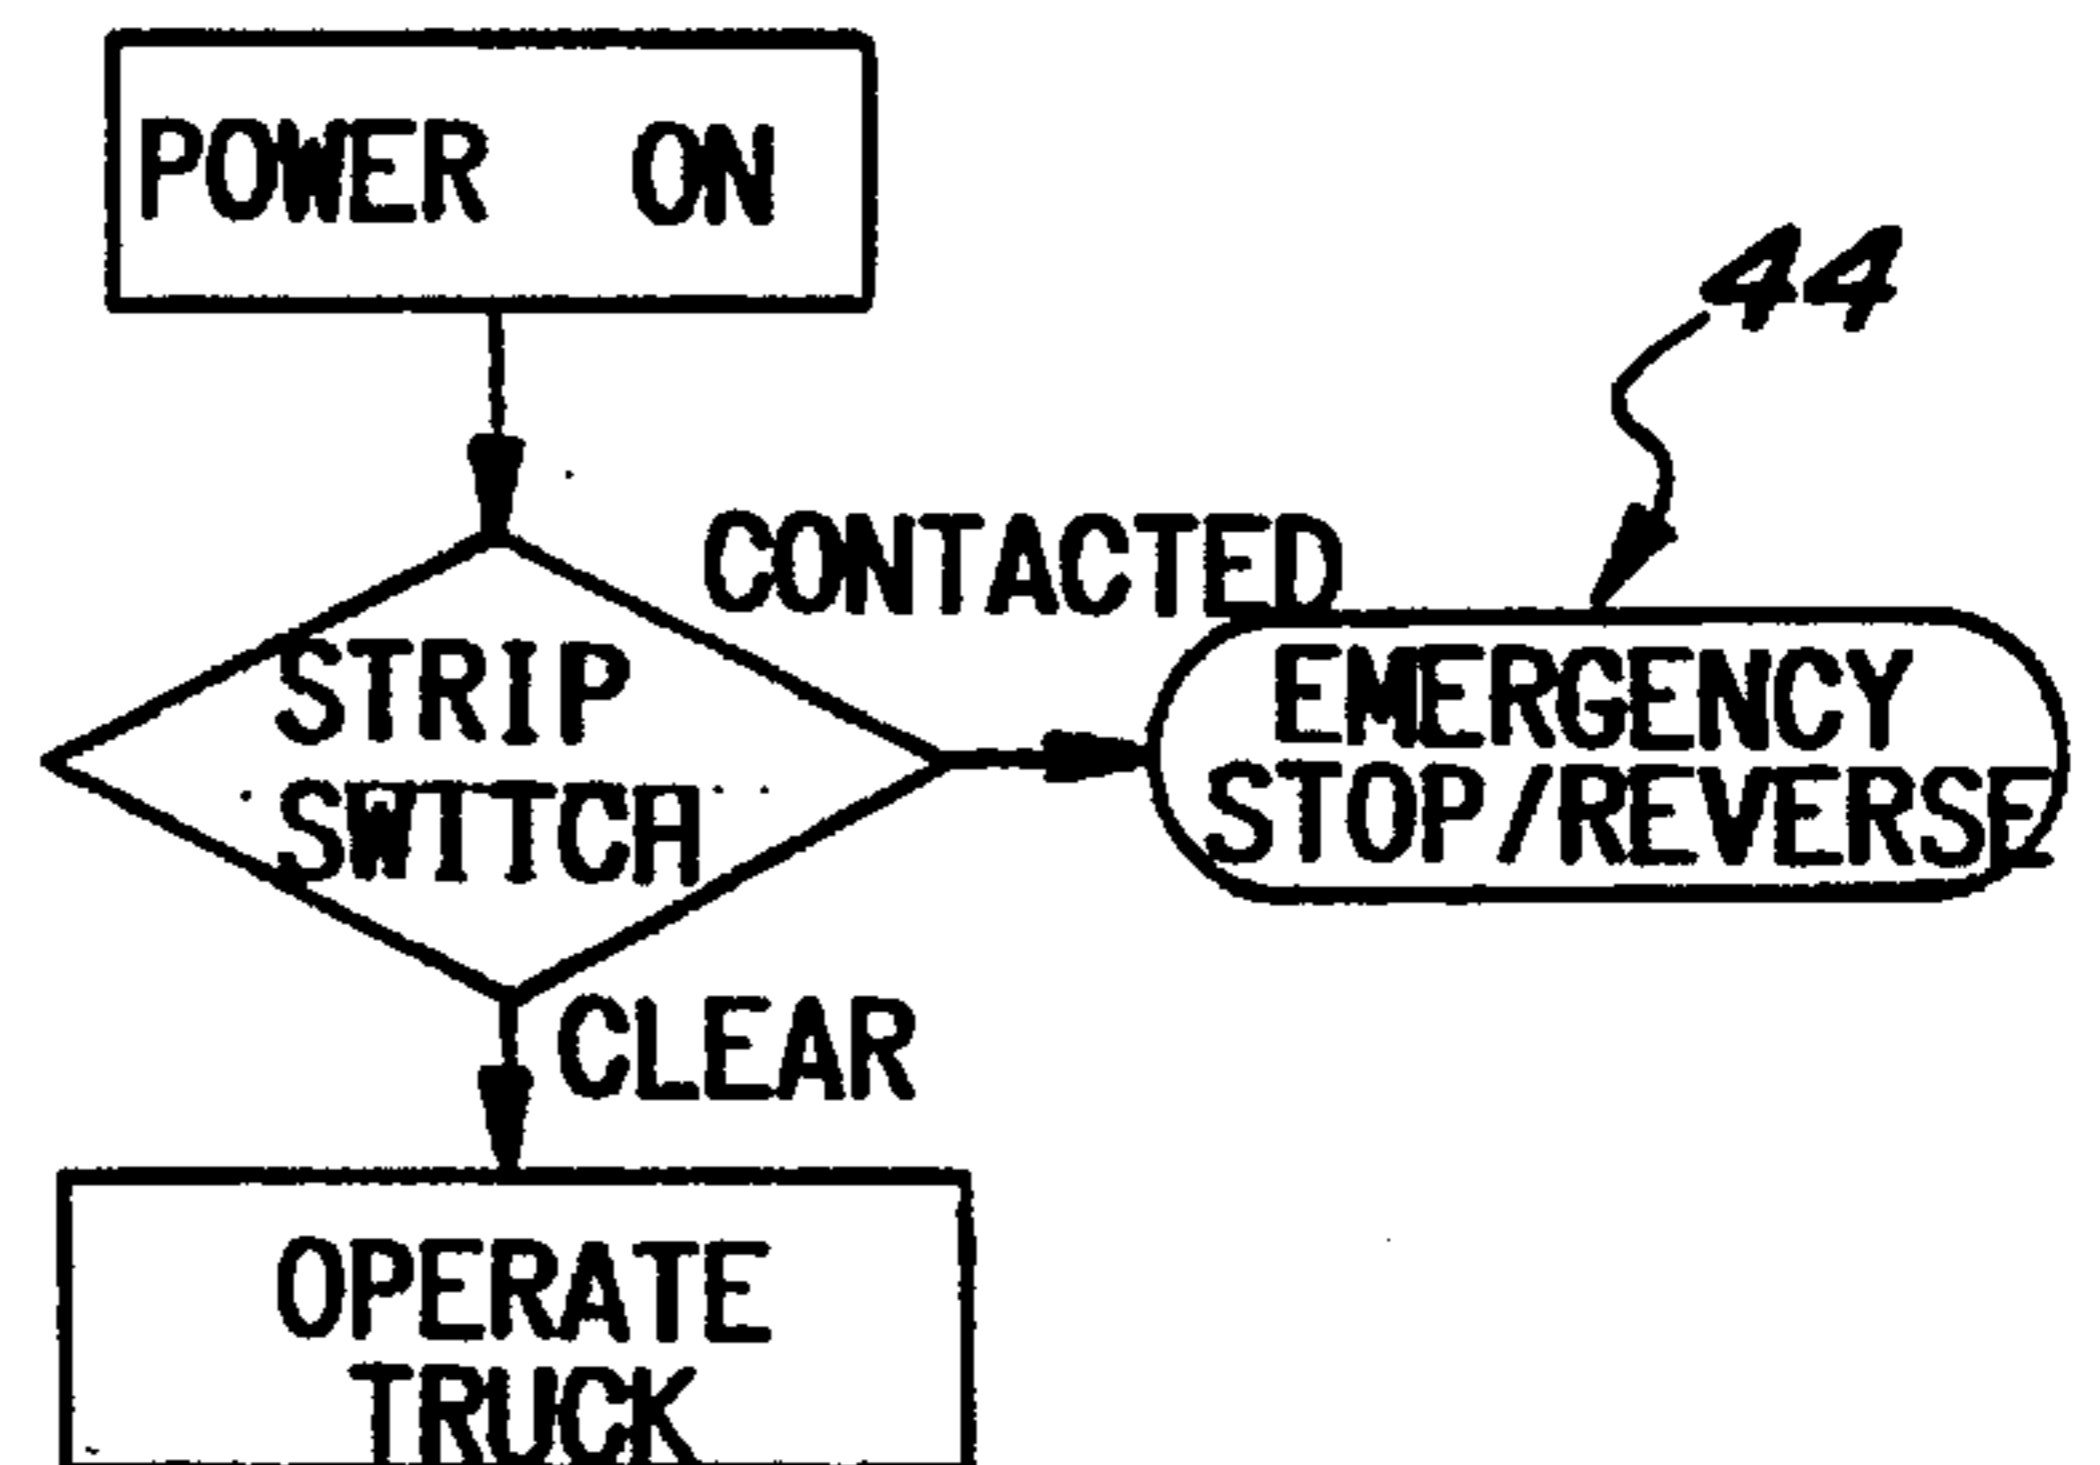 POWER ON
44
CONTACTED
STRIP
SWITCH
EMERGENCY
STOP/REVERSE
CLEAR
OPERATE
TRUCK